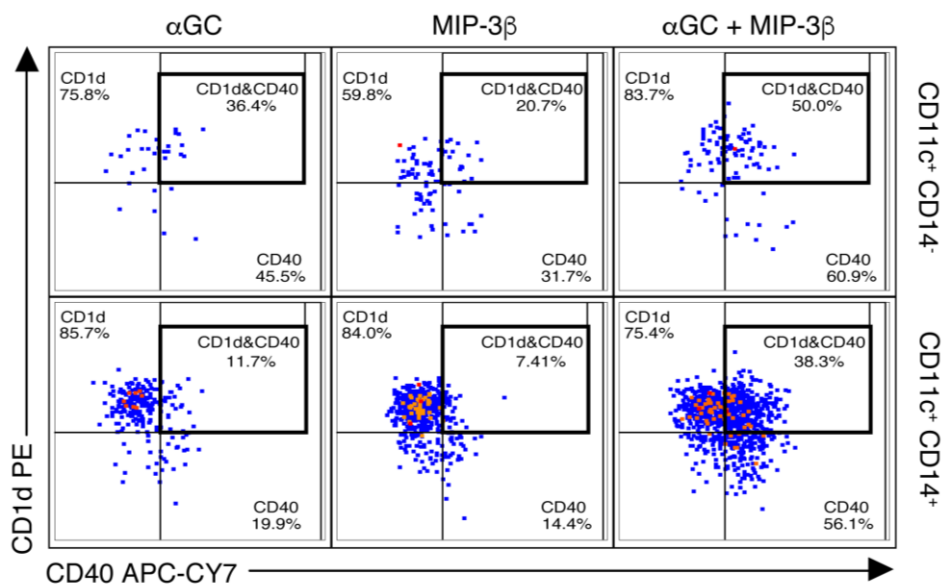 αGC
MIP-3β
αGC + MIP-3β
CD1d
75.8%
CD1d&CD40
36.4%
CD40
45.5%
CD1d
59.8%
CD1d&CD40
20.7%
CD40
31.7%
CD1d
83.7%
CD1d&CD40
50.0%
CD40
60.9%
CD11c⁺ CD14⁻
CD1d
85.7%
CD1d&CD40
11.7%
CD40
19.9%
CD1d
84.0%
CD1d&CD40
7.41%
CD40
14.4%
CD1d
75.4%
CD1d&CD40
38.3%
CD40
56.1%
CD11c⁺ CD14⁺
CD1d PE
CD40 APC-CY7